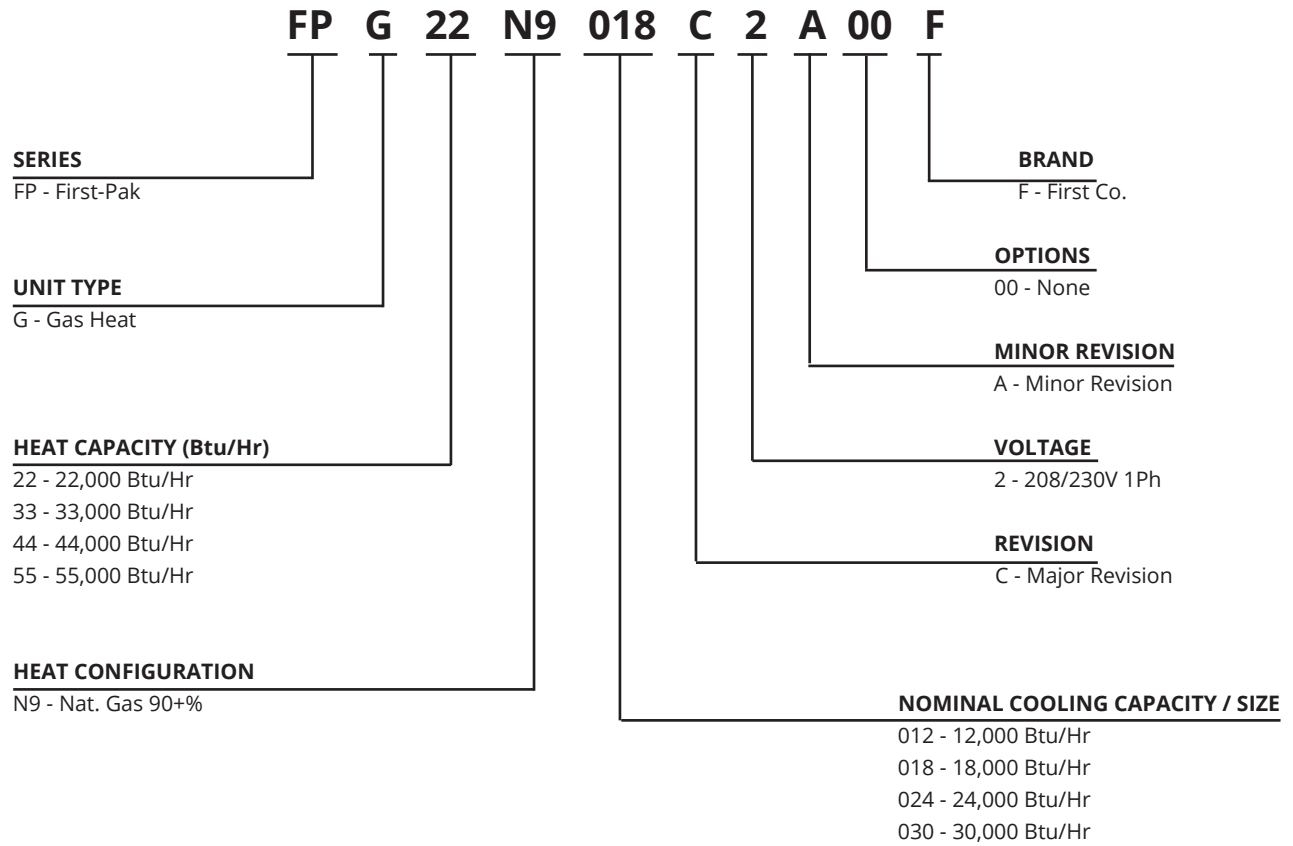 FP G 22 N9 018 C 2 A 00 F
SERIES
FP - First-Pak
UNIT TYPE
G - Gas Heat
HEAT CAPACITY (Btu/Hr)
22 - 22,000 Btu/Hr
33 - 33,000 Btu/Hr
44 - 44,000 Btu/Hr
55 - 55,000 Btu/Hr
HEAT CONFIGURATION
N9 - Nat. Gas 90+%
BRAND
F - First Co.
OPTIONS
00 - None
MINOR REVISION
A - Minor Revision
VOLTAGE
2 - 208/230V 1Ph
REVISION
C - Major Revision
NOMINAL COOLING CAPACITY / SIZE
012 - 12,000 Btu/Hr
018 - 18,000 Btu/Hr
024 - 24,000 Btu/Hr
030 - 30,000 Btu/Hr